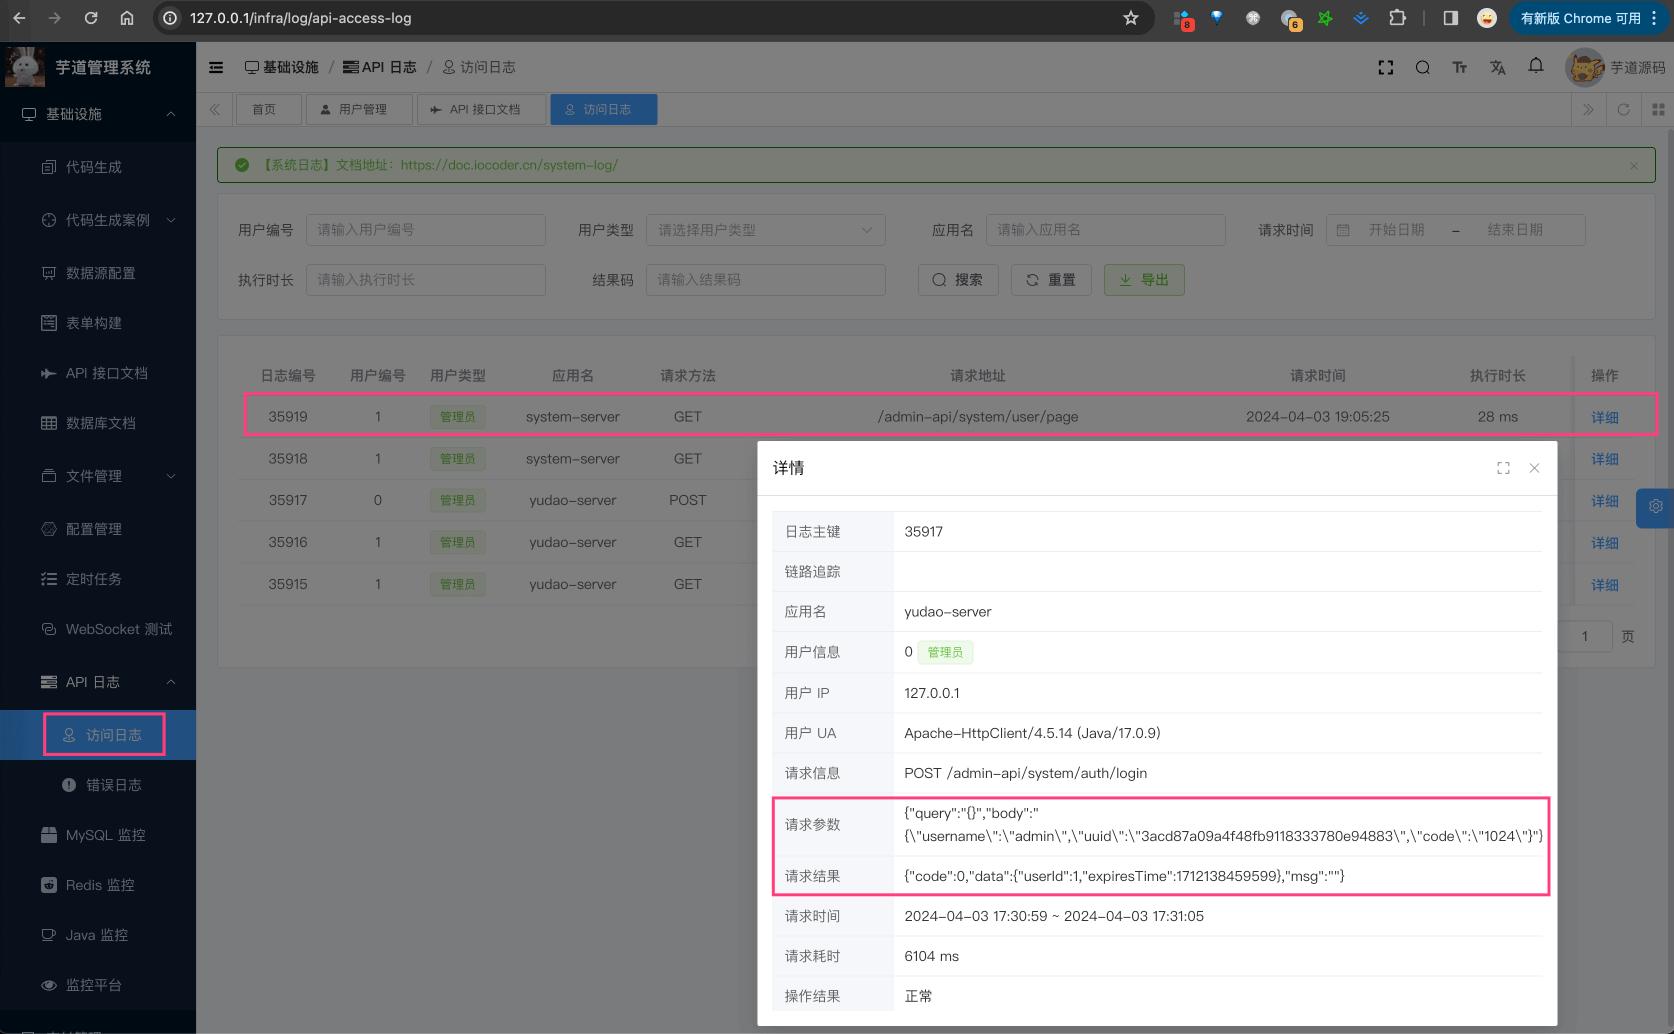 127.0.0.1/infra/log/api-access-log
8
6
有新版 Chrome 可用
芋道管理系统
基础设施 / API 日志 / 访问日志
芋道源码
首页
用户管理
API 接口文档
访问日志
基础设施
代码生成
代码生成案例
数据源配置
表单构建
API 接口文档
数据库文档
文件管理
配置管理
定时任务
WebSocket 测试
API 日志
访问日志
错误日志
MySQL 监控
Redis 监控
Java 监控
监控平台
【系统日志】文档地址：https://doc.iocoder.cn/system-log/
用户编号 请输入用户编号 用户类型 请选择用户类型 应用名 请输入应用名 请求时间 开始日期 - 结束日期
执行时长 请输入执行时长 结果码 请输入结果码 搜索 重置 导出
日志编号 用户编号 用户类型 应用名 请求方法 请求地址 请求时间 执行时长 操作
35919 1 管理员 system-server GET /admin-api/system/user/page 2024-04-03 19:05:25 28 ms 详细
35918 1 管理员 system-server GET 详细
35917 0 管理员 yudao-server POST 详细
35916 1 管理员 yudao-server GET 详细
35915 1 管理员 yudao-server GET 详细
1 页
详情
日志主键 35917
链路追踪
应用名 yudao-server
用户信息 0 管理员
用户 IP 127.0.0.1
用户 UA Apache-HttpClient/4.5.14 (Java/17.0.9)
请求信息 POST /admin-api/system/auth/login
请求参数 {"query":"{}","body":"
{\"username\":\"admin\",\"uuid\":\"3acd87a09a4f48fb9118333780e94883\",\"code\":\"1024\"}"}
请求结果 {"code":0,"data":{"userId":1,"expiresTime":1712138459599},"msg":""}
请求时间 2024-04-03 17:30:59 ~ 2024-04-03 17:31:05
请求耗时 6104 ms
操作结果 正常